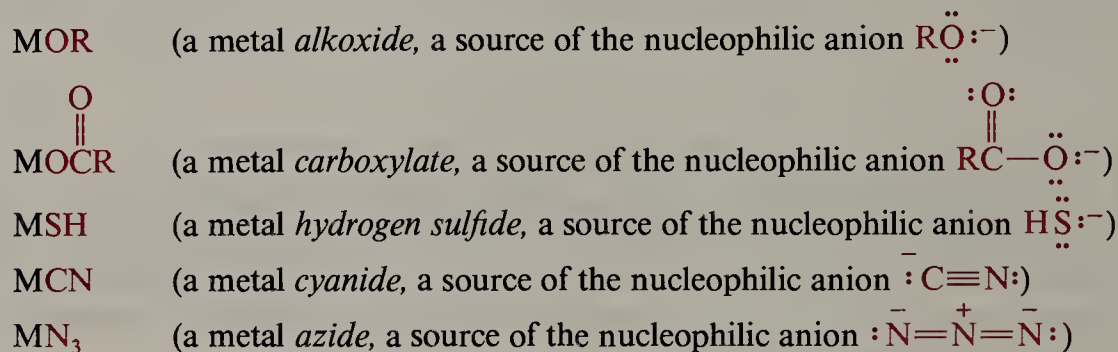 MOR (a metal alkoxide, a source of the nucleophilic anion RÖ:⁻)
O :O:
|| ||
MOCR (a metal carboxylate, a source of the nucleophilic anion RC—Ö:⁻)
MSH (a metal hydrogen sulfide, a source of the nucleophilic anion HS̈:⁻)
MCN (a metal cyanide, a source of the nucleophilic anion ⁻:C≡N:)
MN₃ (a metal azide, a source of the nucleophilic anion :N⁻=N⁺=N⁻:)